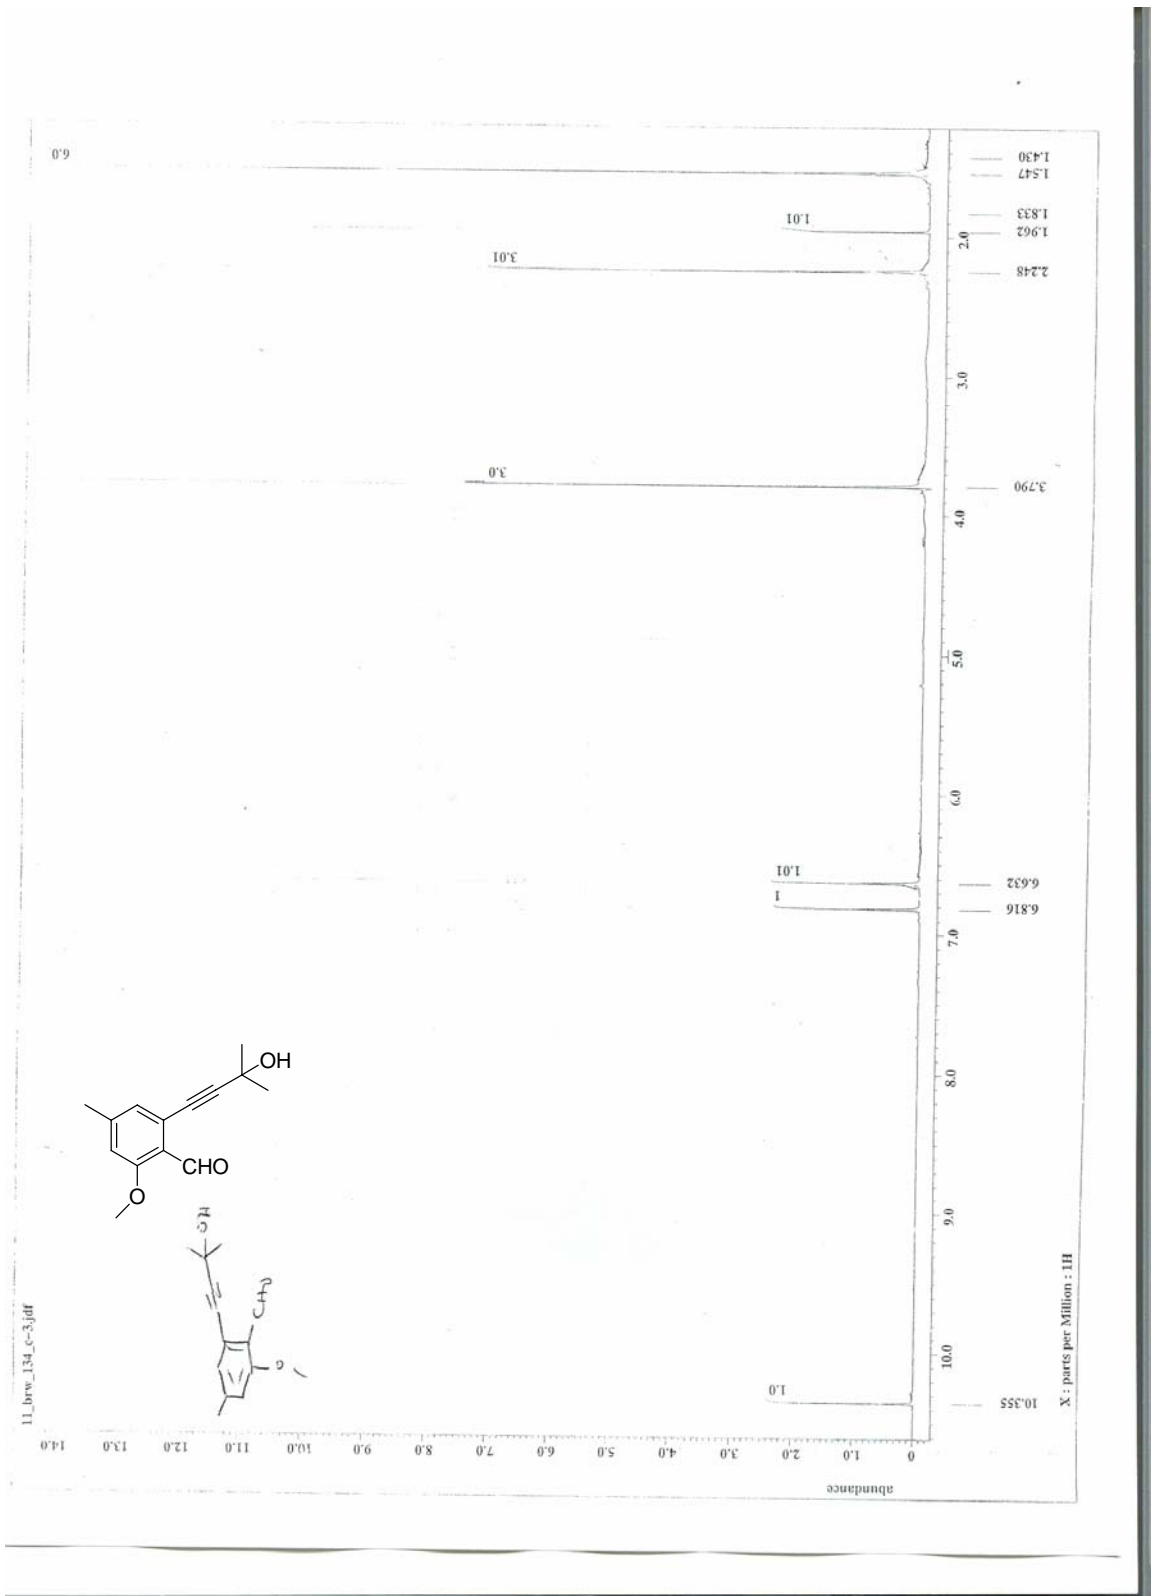 11_brw_134_c-3.jdf
abundance
0 1.0 2.0 3.0 4.0 5.0 6.0 7.0 8.0 9.0 10.0 11.0 12.0 13.0 14.0
1.0
1
1.01
3.0
3.01
1.01
6.0
10.0 9.0 8.0 7.0 6.0 5.0 4.0 3.0 2.0
X : parts per Million : 1H
10.355
6.816
6.632
3.790
2.248
1.962
1.833
1.547
1.430
OH
CHO
O
HO
CHO
O